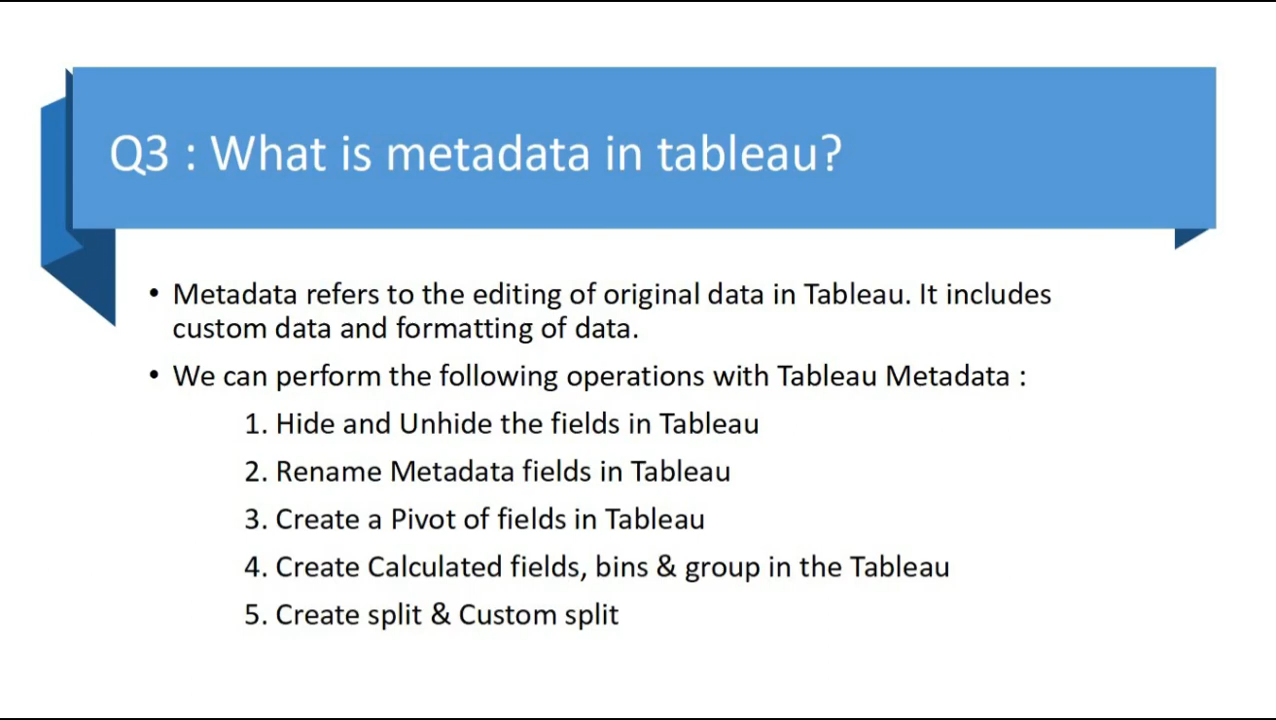 Q3 : What is metadata in tableau?
• Metadata refers to the editing of original data in Tableau. It includes
custom data and formatting of data.
• We can perform the following operations with Tableau Metadata :
1. Hide and Unhide the fields in Tableau
2. Rename Metadata fields in Tableau
3. Create a Pivot of fields in Tableau
4. Create Calculated fields, bins & group in the Tableau
5. Create split & Custom split